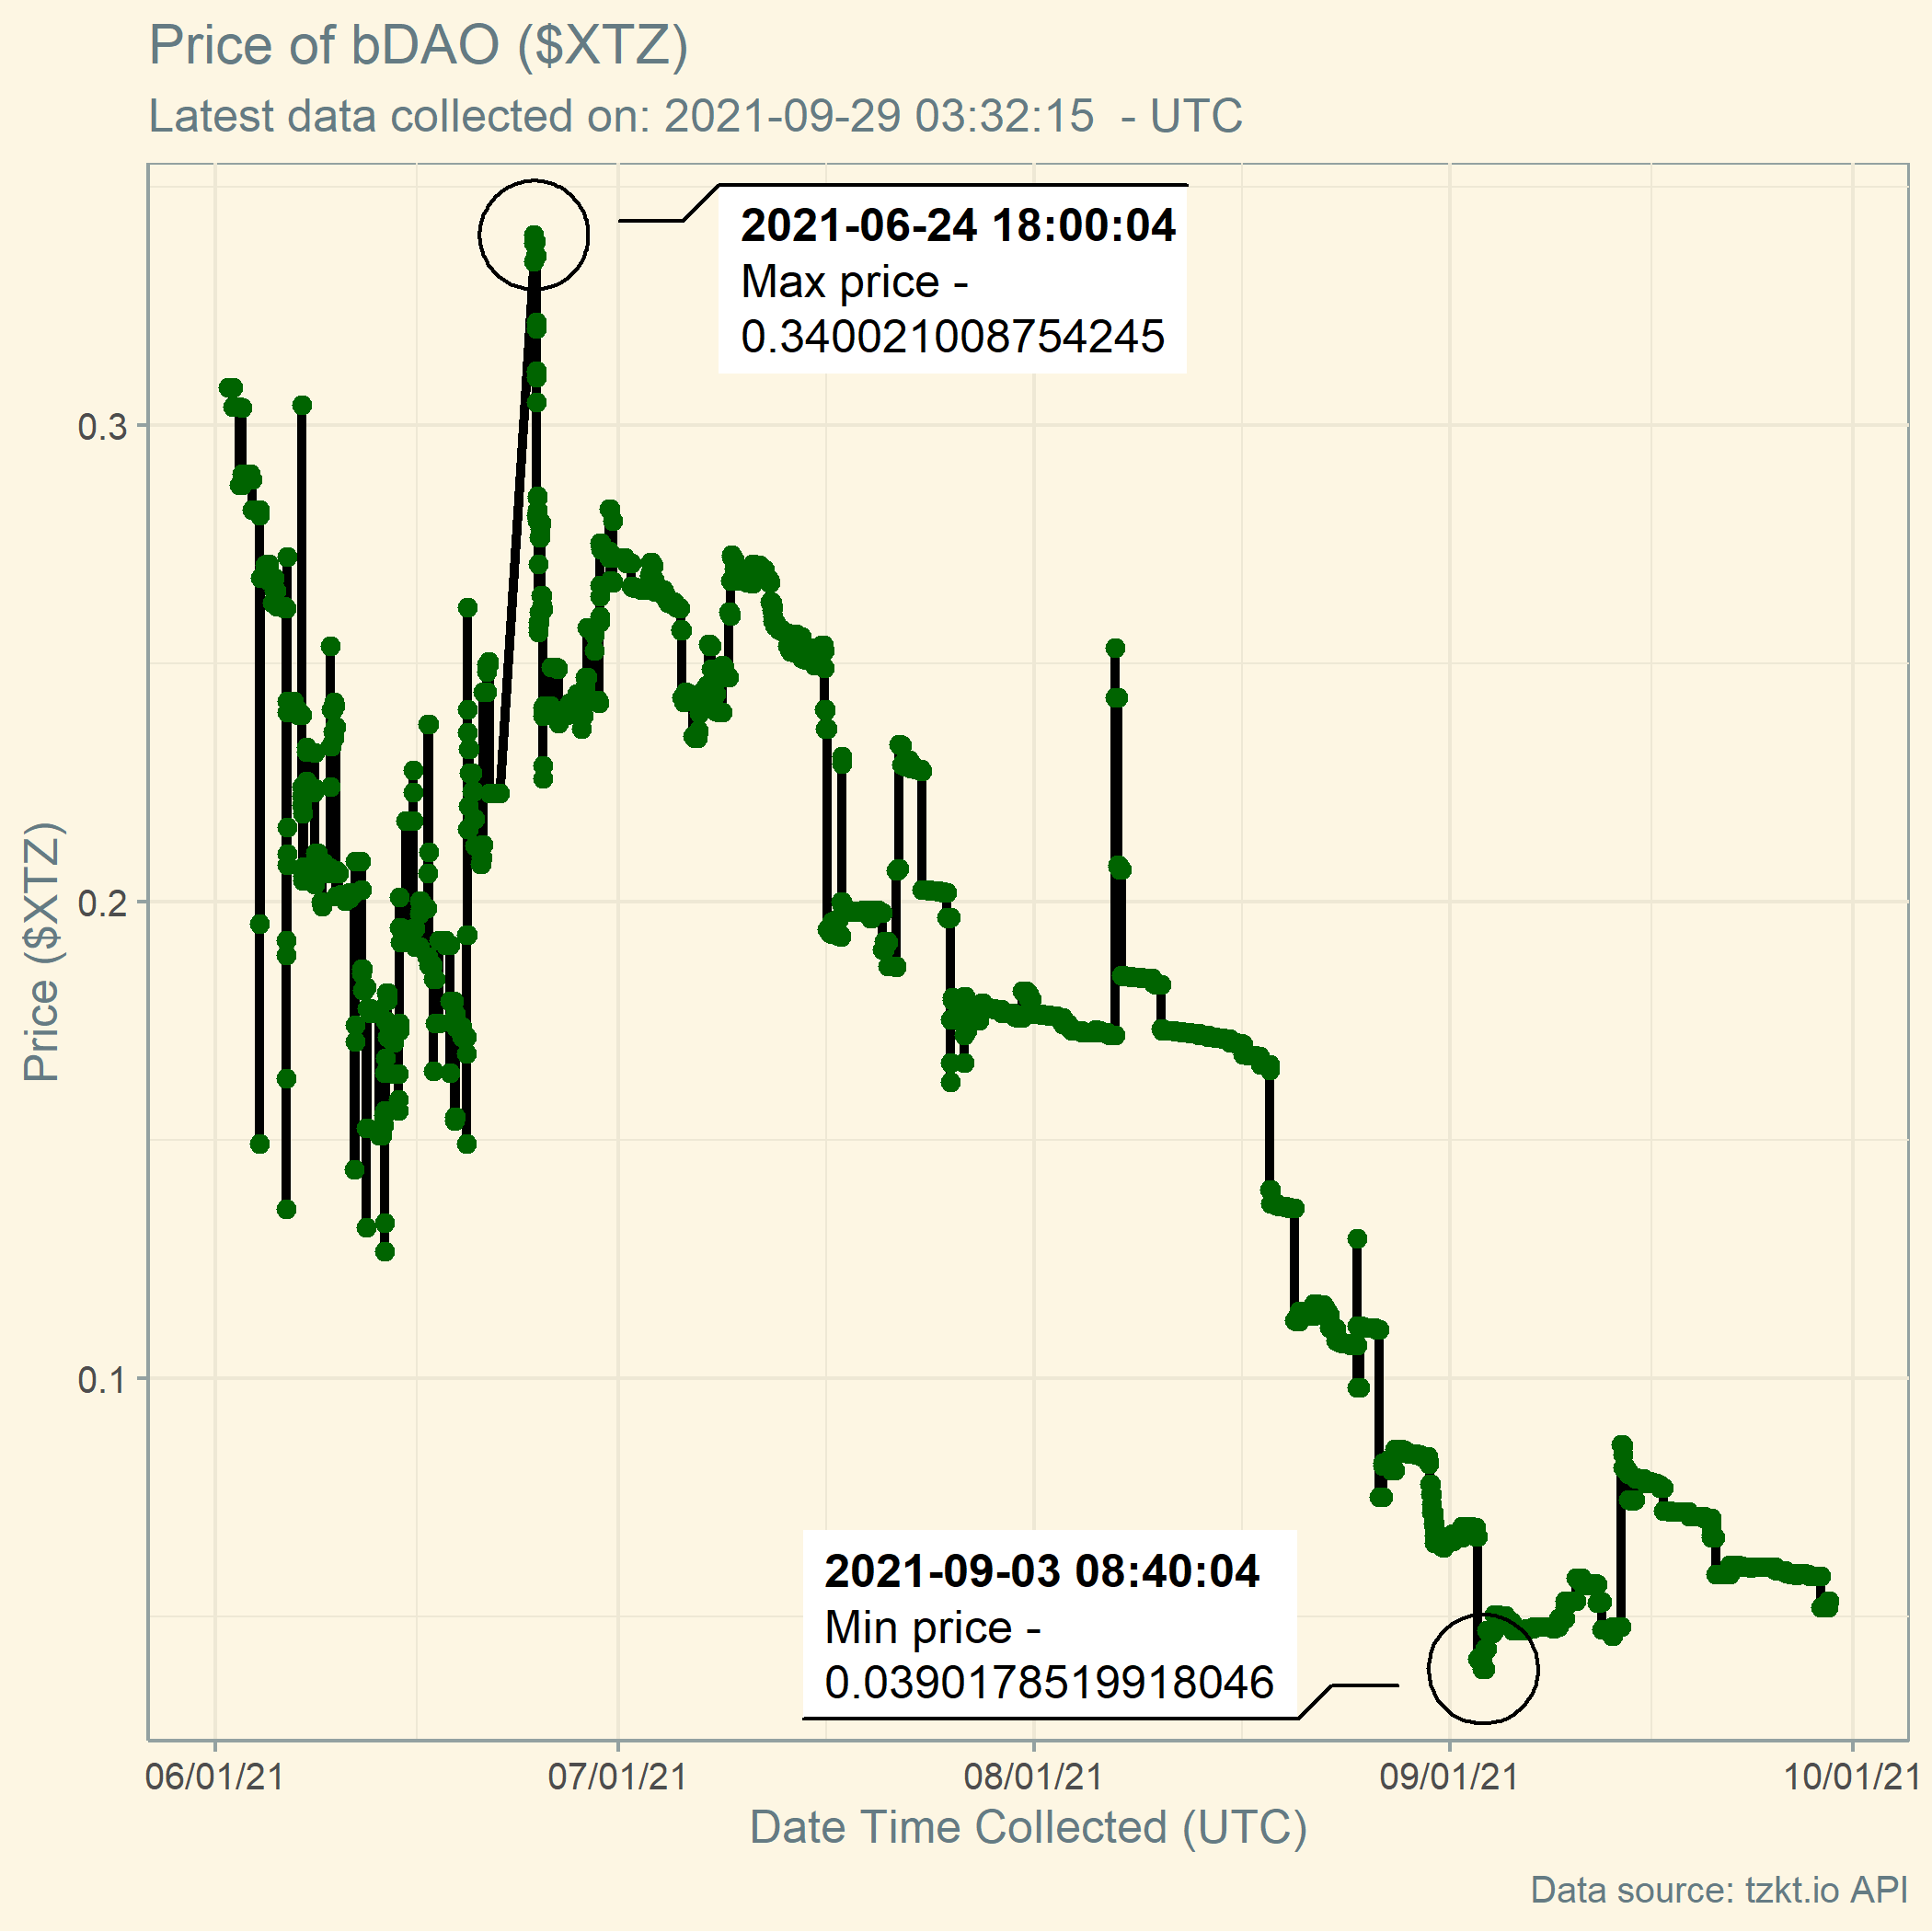 Price of bDAO ($XTZ)
Latest data collected on: 2021-09-29 03:32:15  - UTC
2021-06-24 18:00:04
Max price -
0.340021008754245
0.3
0.2
0.1
Price ($XTZ)
2021-09-03 08:40:04
Min price -
0.0390178519918046
06/01/21
07/01/21
08/01/21
09/01/21
10/01/21
Date Time Collected (UTC)
Data source: tzkt.io API